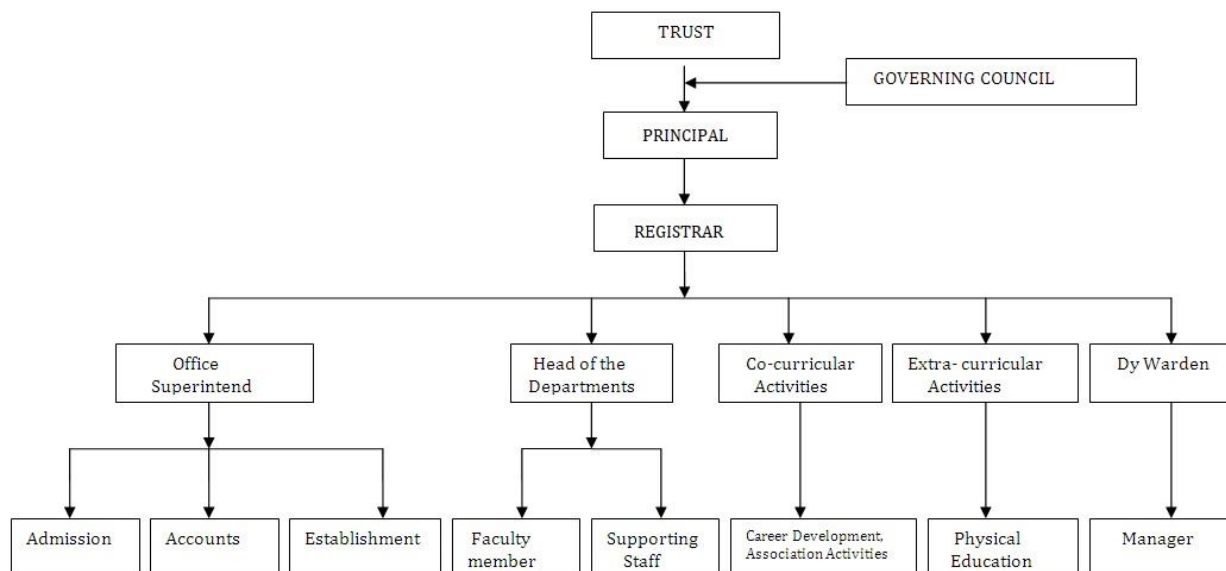 TRUST
GOVERNING COUNCIL
PRINCIPAL
REGISTRAR
Office
Superintend
Head of the
Departments
Co-curricular
Activities
Extra- curricular
Activities
Dy Warden
Admission
Accounts
Establishment
Faculty
member
Supporting
Staff
Career Development,
Association Activities
Physical
Education
Manager